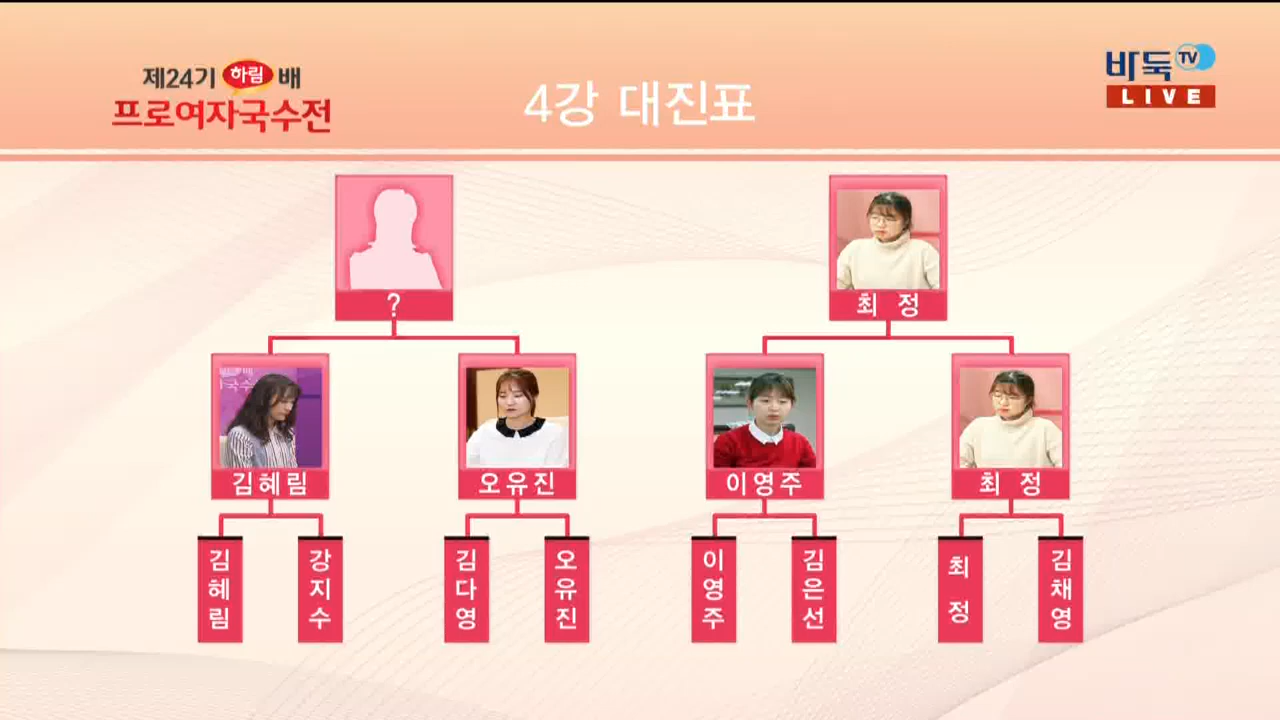 제24기 하림 배
프로여자국수전
4강 대진표
바둑TV
LIVE
?
최정
김혜림
오유진
이영주
최정
김혜림
강지수
김다영
오유진
이영주
김은선
최정
김채영